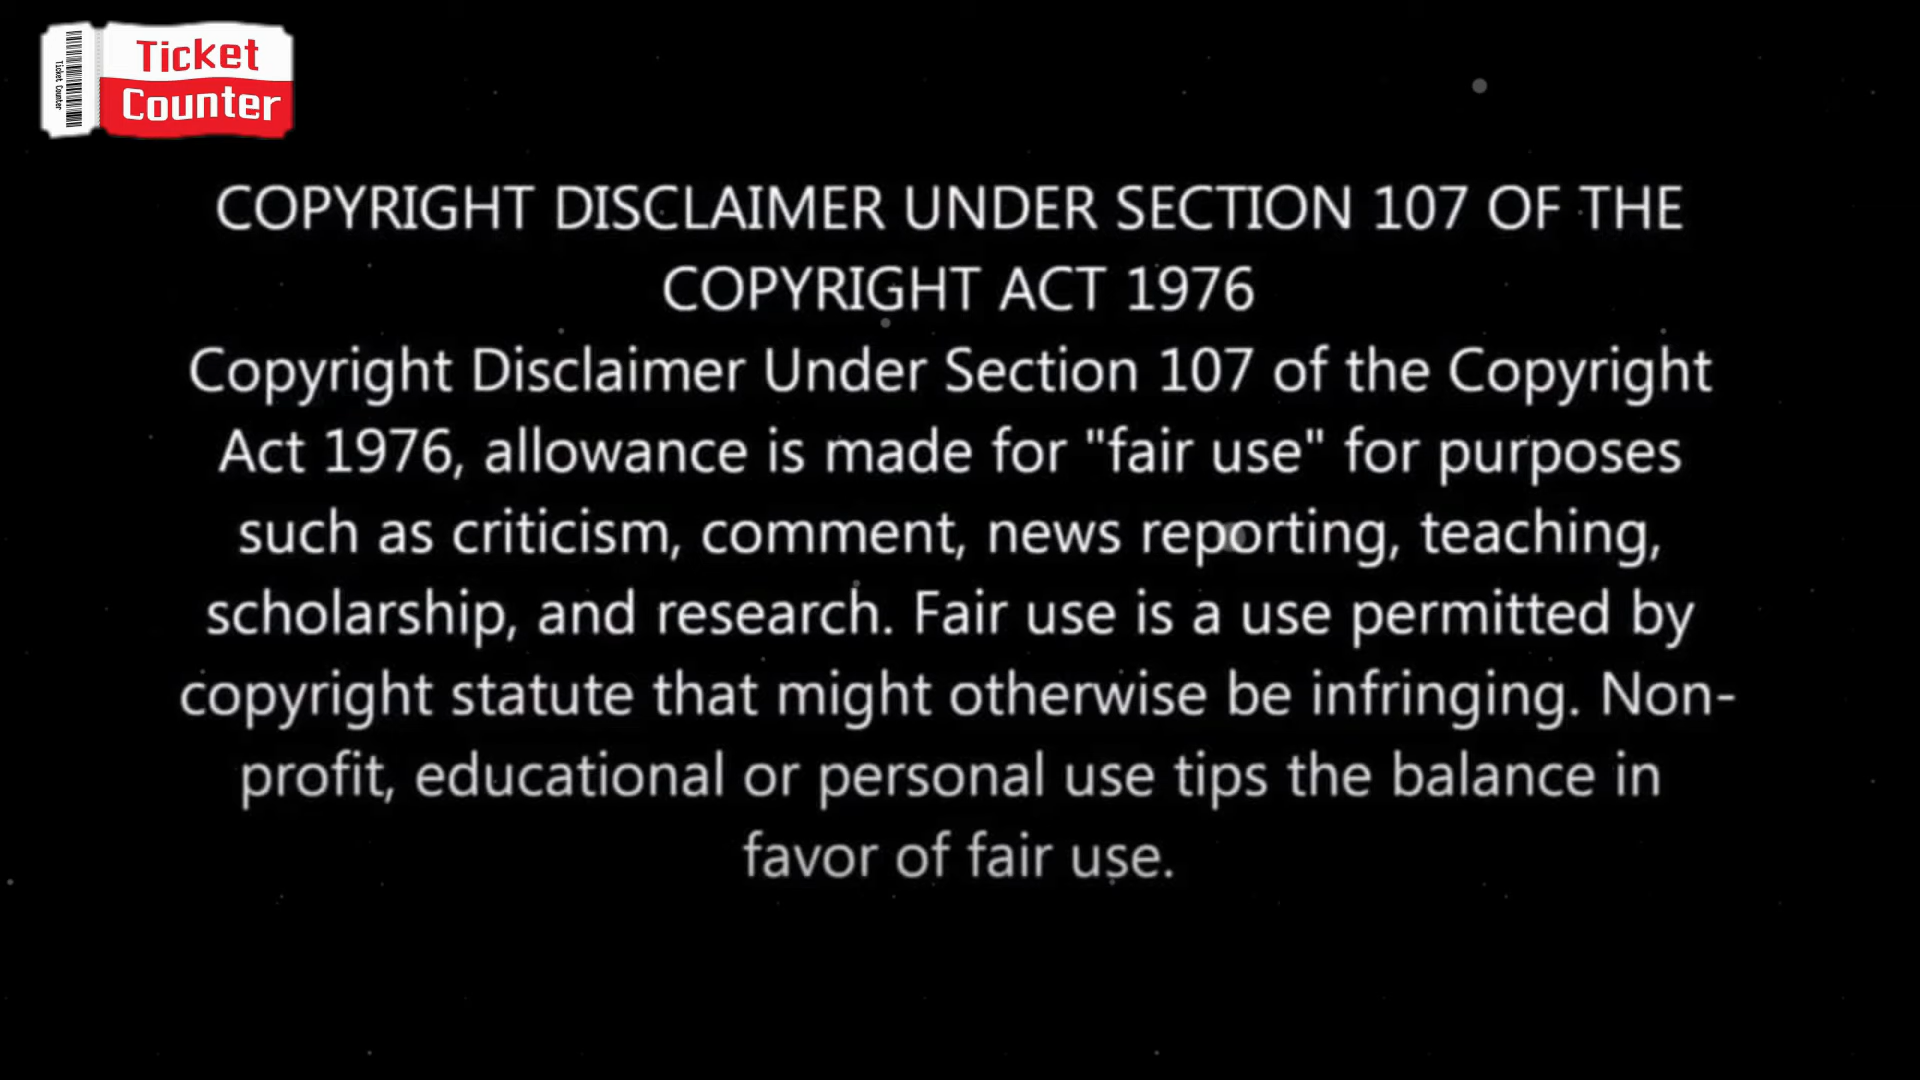 Ticket
Counter
Ticket Counter
COPYRIGHT DISCLAIMER UNDER SECTION 107 OF THE
COPYRIGHT ACT 1976
Copyright Disclaimer Under Section 107 of the Copyright
Act 1976, allowance is made for "fair use" for purposes
such as criticism, comment, news reporting, teaching,
scholarship, and research. Fair use is a use permitted by
copyright statute that might otherwise be infringing. Non-
profit, educational or personal use tips the balance in
favor of fair use.